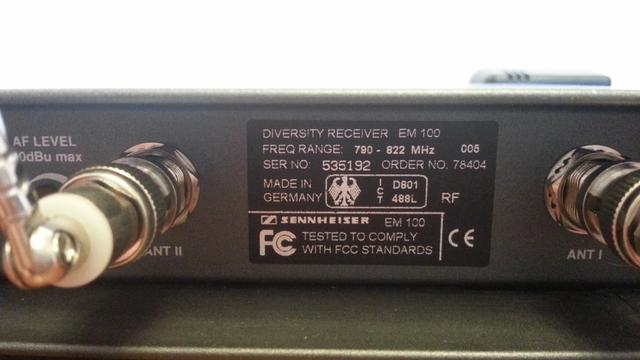 AF LEVEL
0dBu max
ANT II
DIVERSITY RECEIVER EM 100
FREQ RANGE: 790 - 822 MHz 005
SER NO: 535192 ORDER NO. 78404
MADE IN
GERMANY
I
C
T
D801
488L
RF
SENNHEISER EM 100
FC
TESTED TO COMPLY
WITH FCC STANDARDS
CE
ANT I